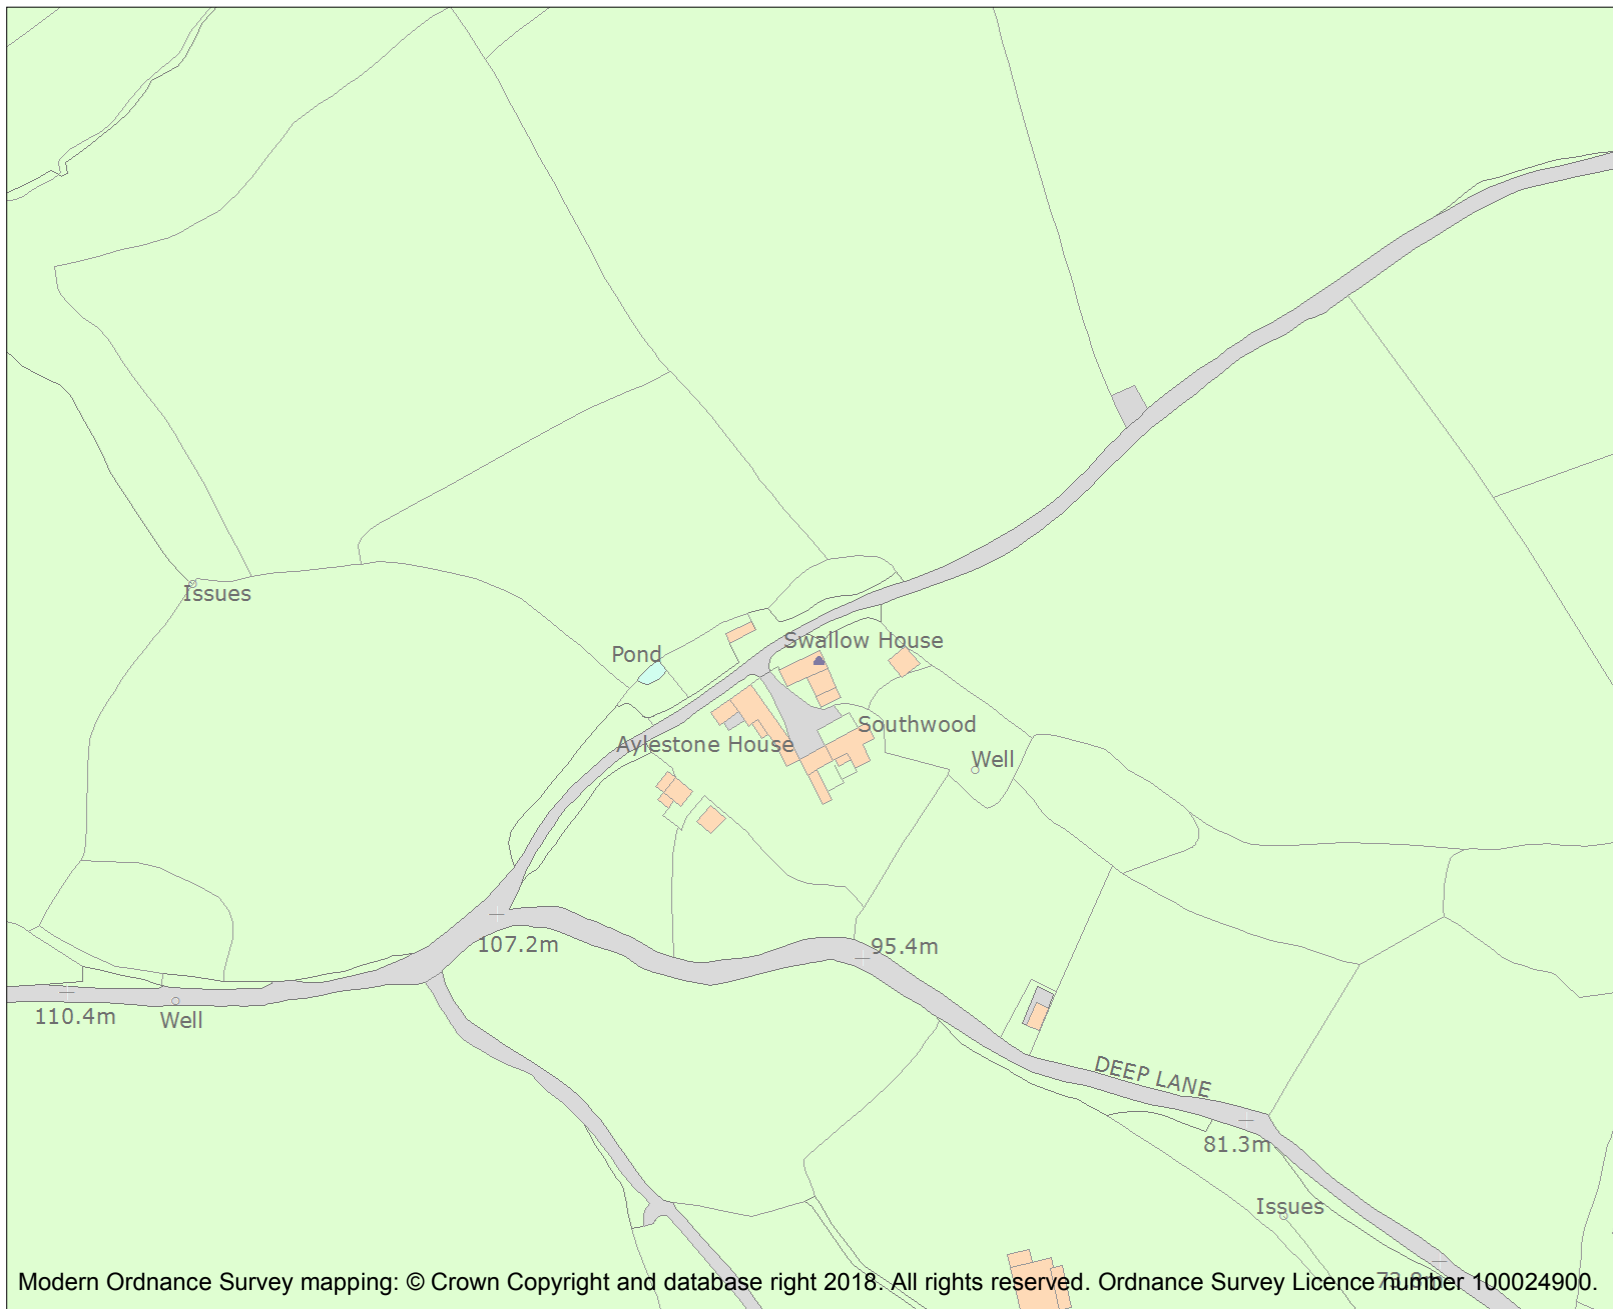 Issues
Pond
Swallow House
Southwood
Aylestone House
Well
107.2m
95.4m
110.4m
Well
DEEP LANE
81.3m
Issues
Modern Ordnance Survey mapping: © Crown Copyright and database right 2018. All rights reserved. Ordnance Survey Licence number 100024900.